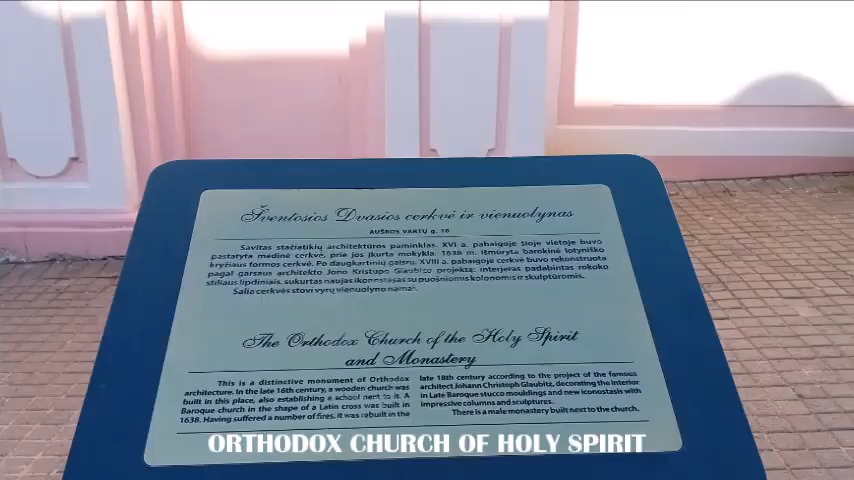 Šventosios Dvasios cerkvė ir vienuolynas
AUŠROS VARTŲ g. 10
Savitas stačiatikių architektūros paminklas. XVI a. pabaigoje šioje vietoje buvo
pastatyta medinė cerkvė, prie jos įkurta mokykla. 1638 m. išmūryta barokinė lotyniško
kryžiaus formos cerkvė. Po daugkartinių gaisrų, XVIII a. pabaigoje cerkvė buvo rekonstruota
pagal garsaus architekto Jono Kristupo Glaubico projektą: interjeras padabintas rokoko
stiliaus lipdiniais, sukurtas naujas ikonostasas su puošniomis kolonomis ir skulptūromis.
Šalia cerkvės stovi vyrų vienuolyno namai.
The Orthodox Church of the Holy Spirit
and Monastery
This is a distinctive monument of Orthodox
architecture. In the late 16th century, a wooden church was
built in this place, also establishing a school next to it. A
Baroque church in the shape of a Latin cross was built in
1638. Having suffered a number of fires, it was rebuilt in the
late 18th century according to the project of the famous
architect Johann Christoph Glaubitz, decorating the interior
in Late Baroque stucco mouldings and new iconostasis with
impressive columns and sculptures.
There is a male monastery built next to the church.
ORTHODOX CHURCH OF HOLY SPIRIT